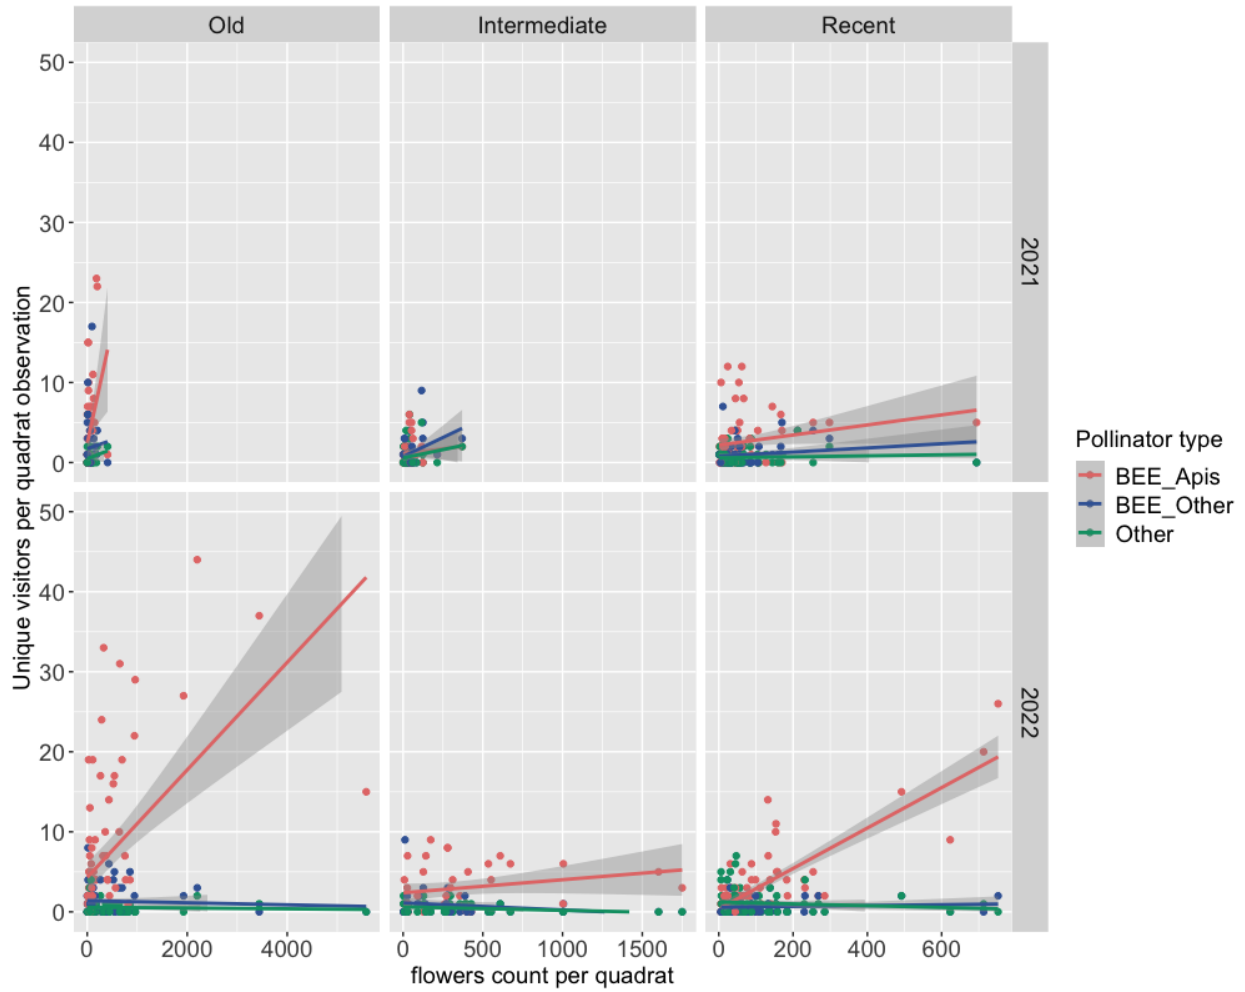 Old Intermediate Recent
50
40
30
20
10
0
2021
Unique visitors per quadrat observation
Pollinator type
BEE_Apis
BEE_Other
Other
50
40
30
20
10
0
2022
0 2000 4000 0 500 1000 1500 0 200 400 600
flowers count per quadrat